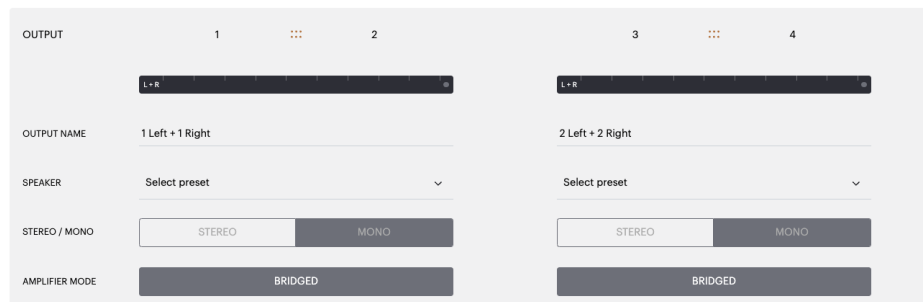 OUTPUT 1 2 3 4
L+R L+R
OUTPUT NAME 1 Left + 1 Right 2 Left + 2 Right
SPEAKER Select preset Select preset
STEREO / MONO STEREO MONO STEREO MONO
AMPLIFIER MODE BRIDGED BRIDGED